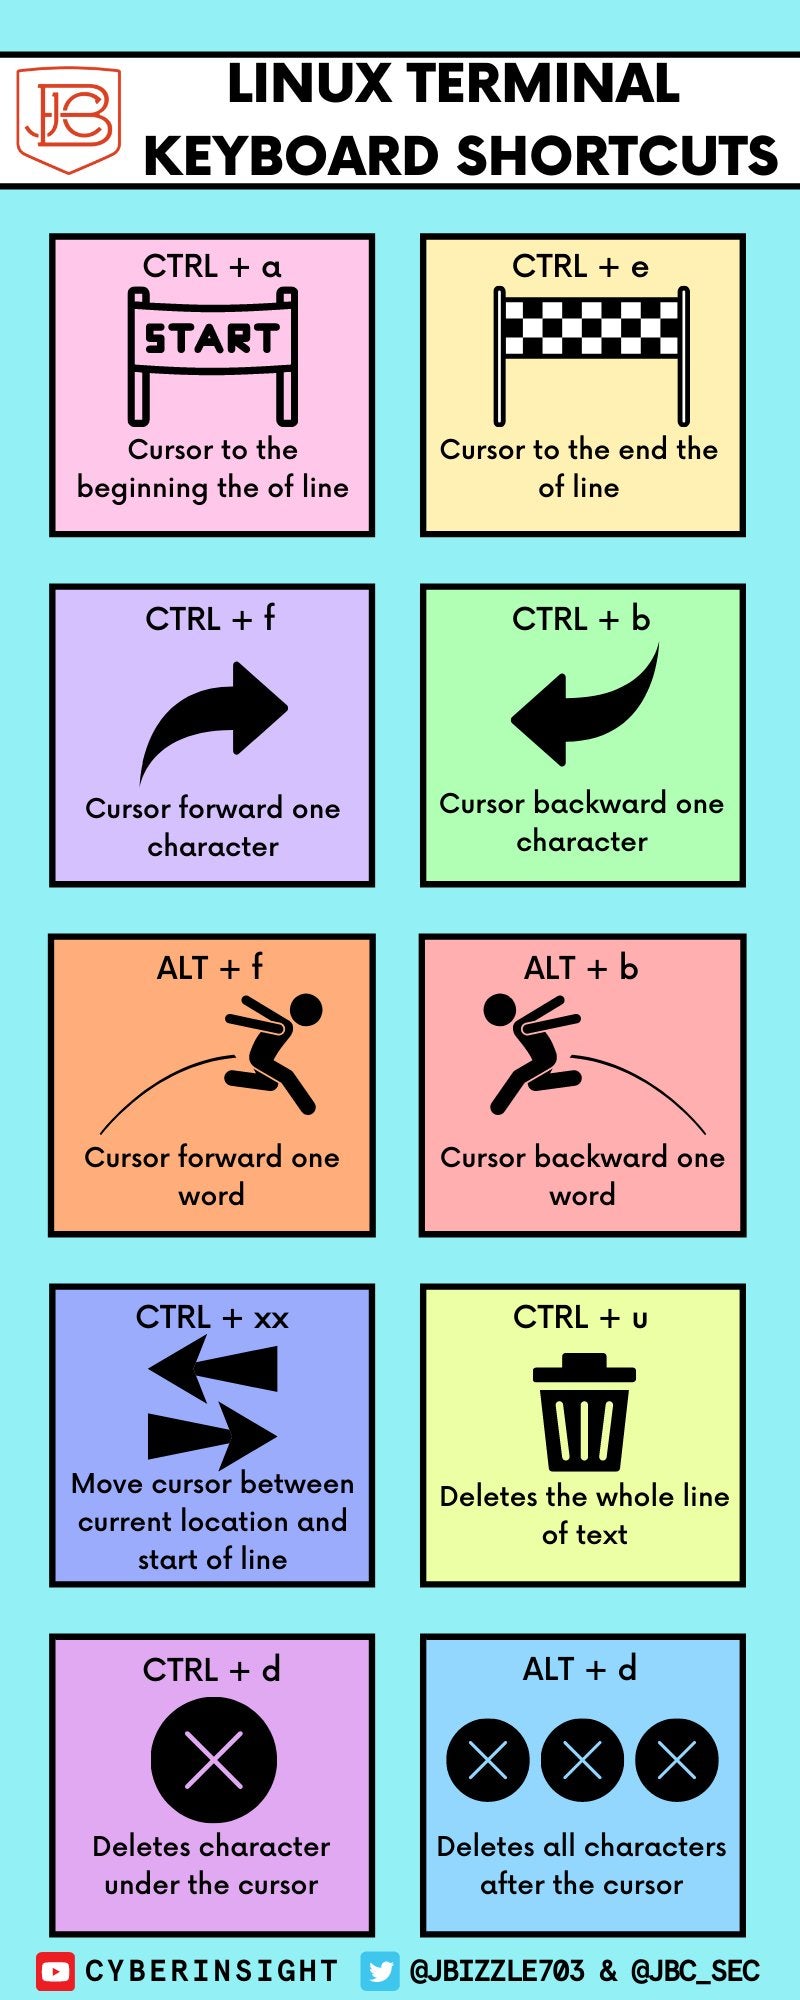 JBC
LINUX TERMINAL
KEYBOARD SHORTCUTS
CTRL + a
START
Cursor to the
beginning the of line
CTRL + e
Cursor to the end the
of line
CTRL + f
Cursor forward one
character
CTRL + b
Cursor backward one
character
ALT + f
Cursor forward one
word
ALT + b
Cursor backward one
word
CTRL + xx
Move cursor between
current location and
start of line
CTRL + u
Deletes the whole line
of text
CTRL + d
Deletes character
under the cursor
ALT + d
Deletes all characters
after the cursor
CYBERINSIGHT @JBIZZLE703 & @JBC_SEC